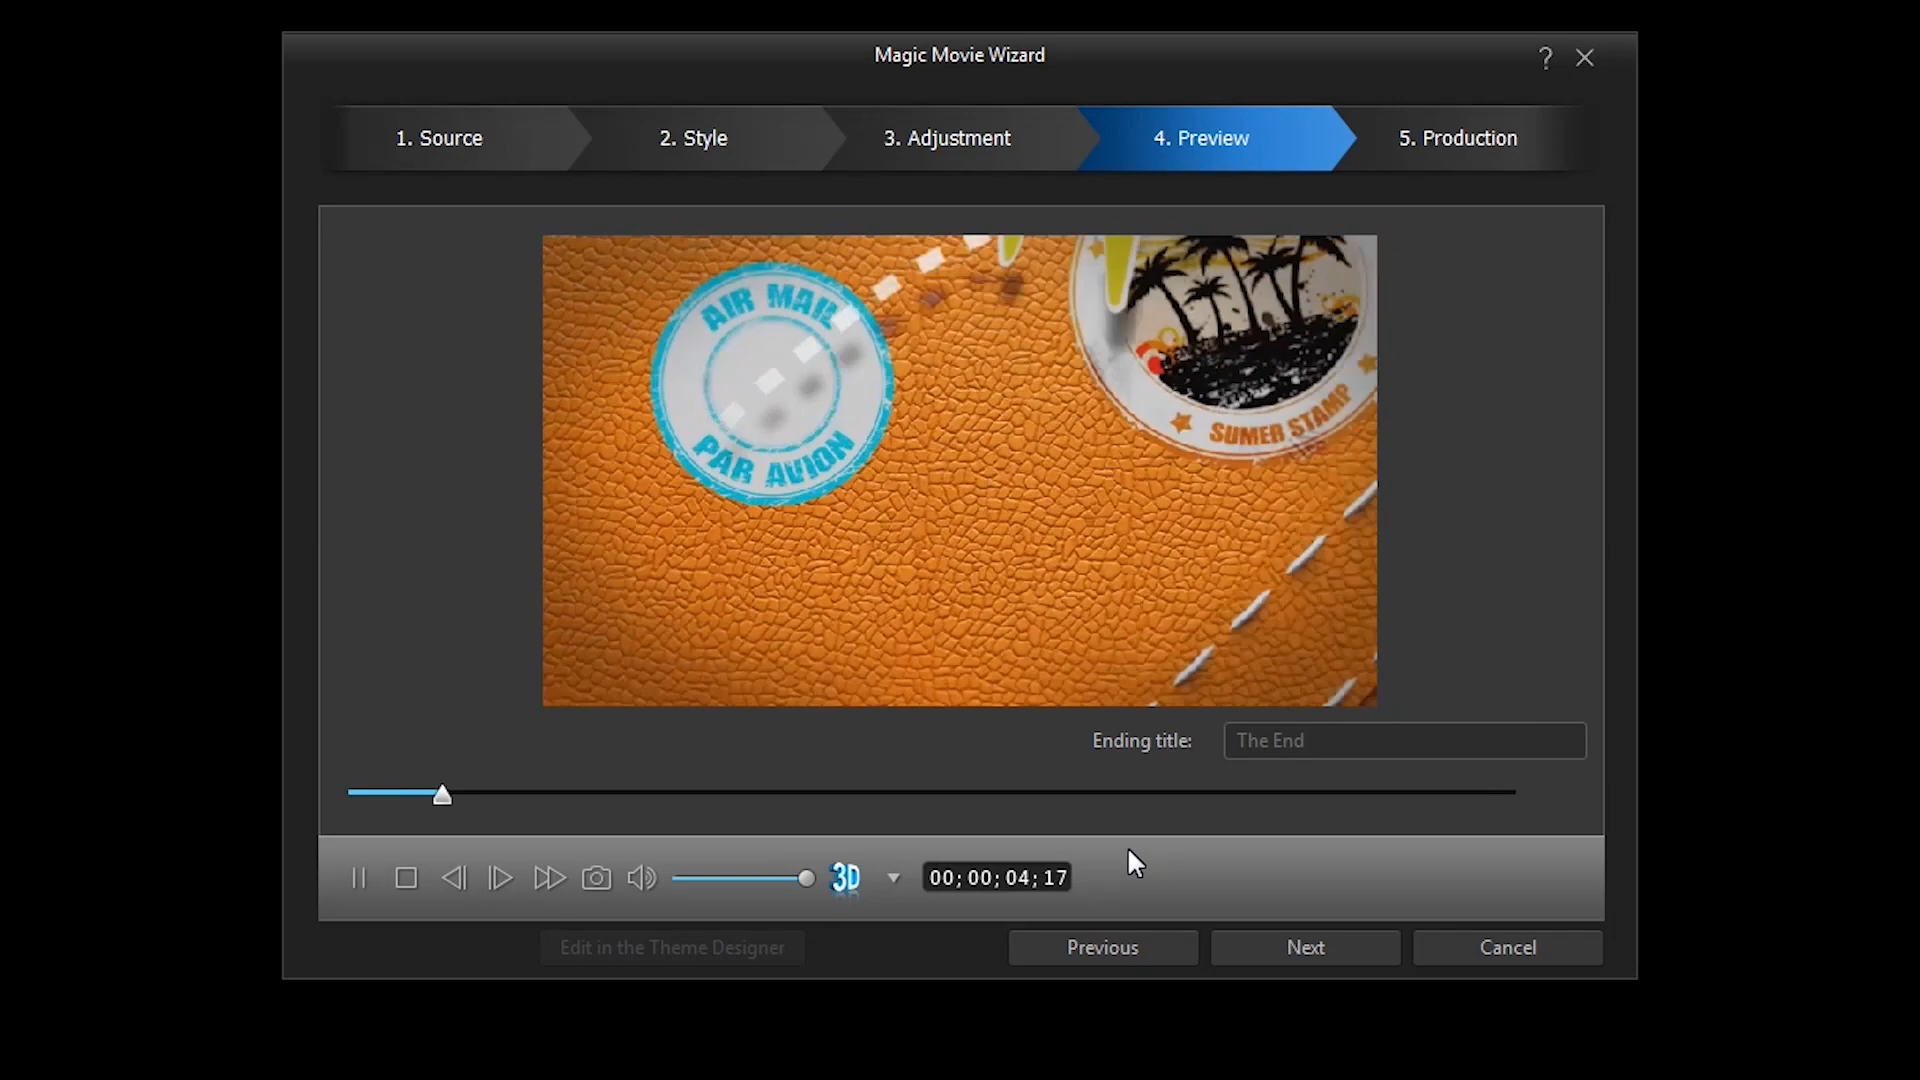 Magic Movie Wizard
?
1. Source
2. Style
3. Adjustment
4. Preview
5. Production
AIR MAIL
PAR AVION
SUMER STAMP
Ending title:
The End
3D
00;00;04;17
Edit in the Theme Designer
Previous
Next
Cancel